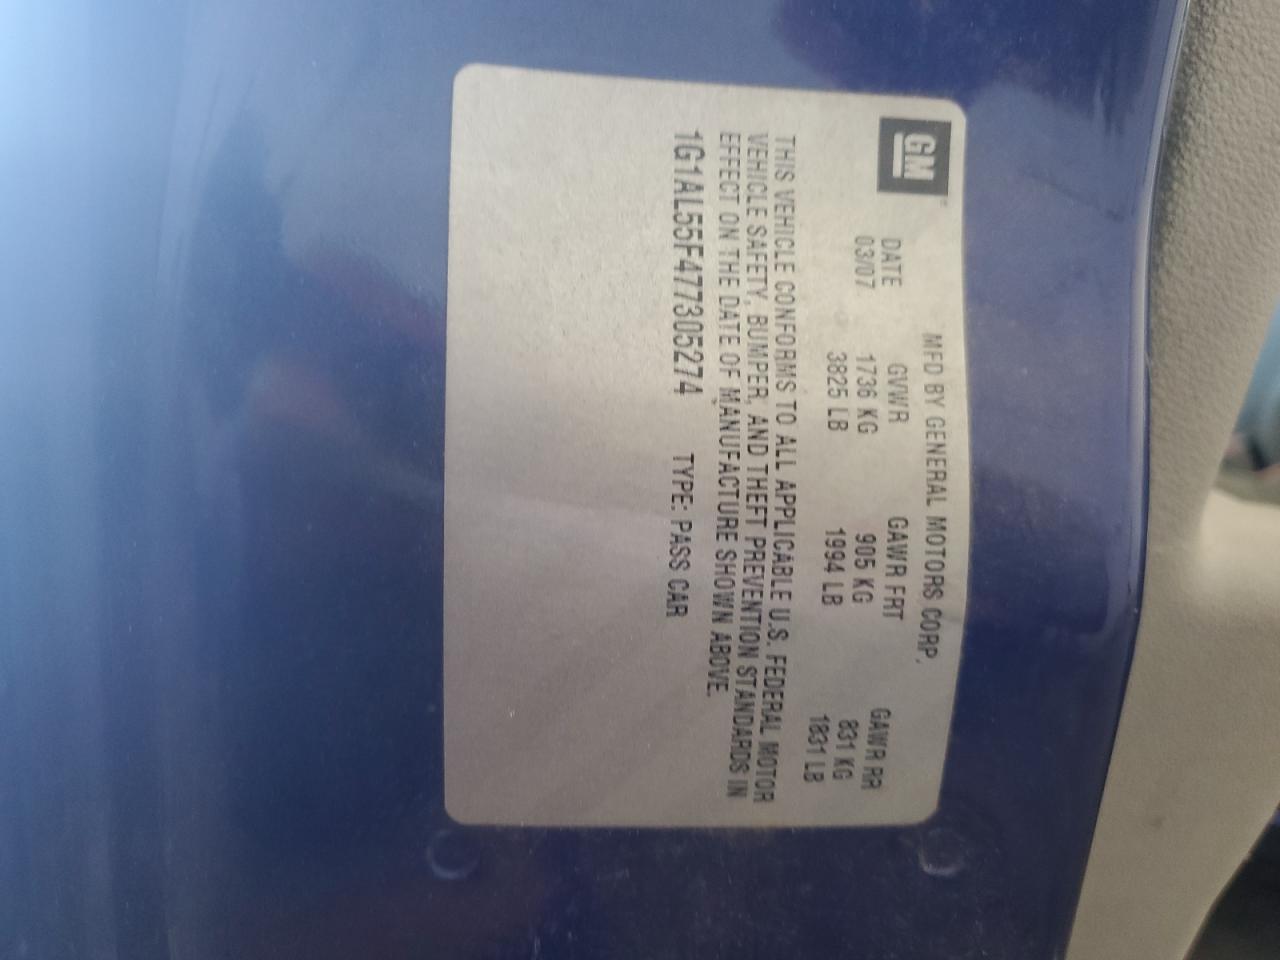 GM
MFD BY GENERAL MOTORS CORP.
DATE GVWR GAWR FRT GAWR RR
03/07 1736 KG 905 KG 831 KG
3825 LB 1994 LB 1831 LB
THIS VEHICLE CONFORMS TO ALL APPLICABLE U.S. FEDERAL MOTOR
VEHICLE SAFETY, BUMPER, AND THEFT PREVENTION STANDARDS IN
EFFECT ON THE DATE OF MANUFACTURE SHOWN ABOVE.
1G1AL55F477305274 TYPE: PASS CAR